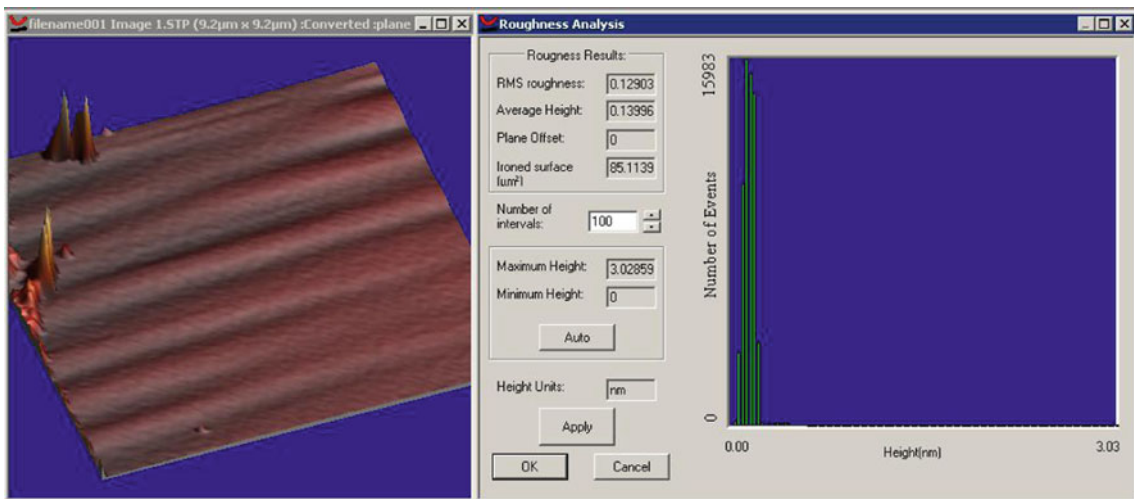 filename001 Image 1.STP (9.2µm x 9.2µm) :Converted :plane
Roughness Analysis
Rougness Results:
RMS roughness: 0.12903
Average Height: 0.13996
Plane Offset: 0
Ironed surface 85.1139
(um²)
Number of
intervals: 100
Maximum Height: 3.02859
Minimum Height: 0
Auto
Height Units: nm
Apply
OK Cancel
15983
Number of Events
0
0.00 Height(nm) 3.03